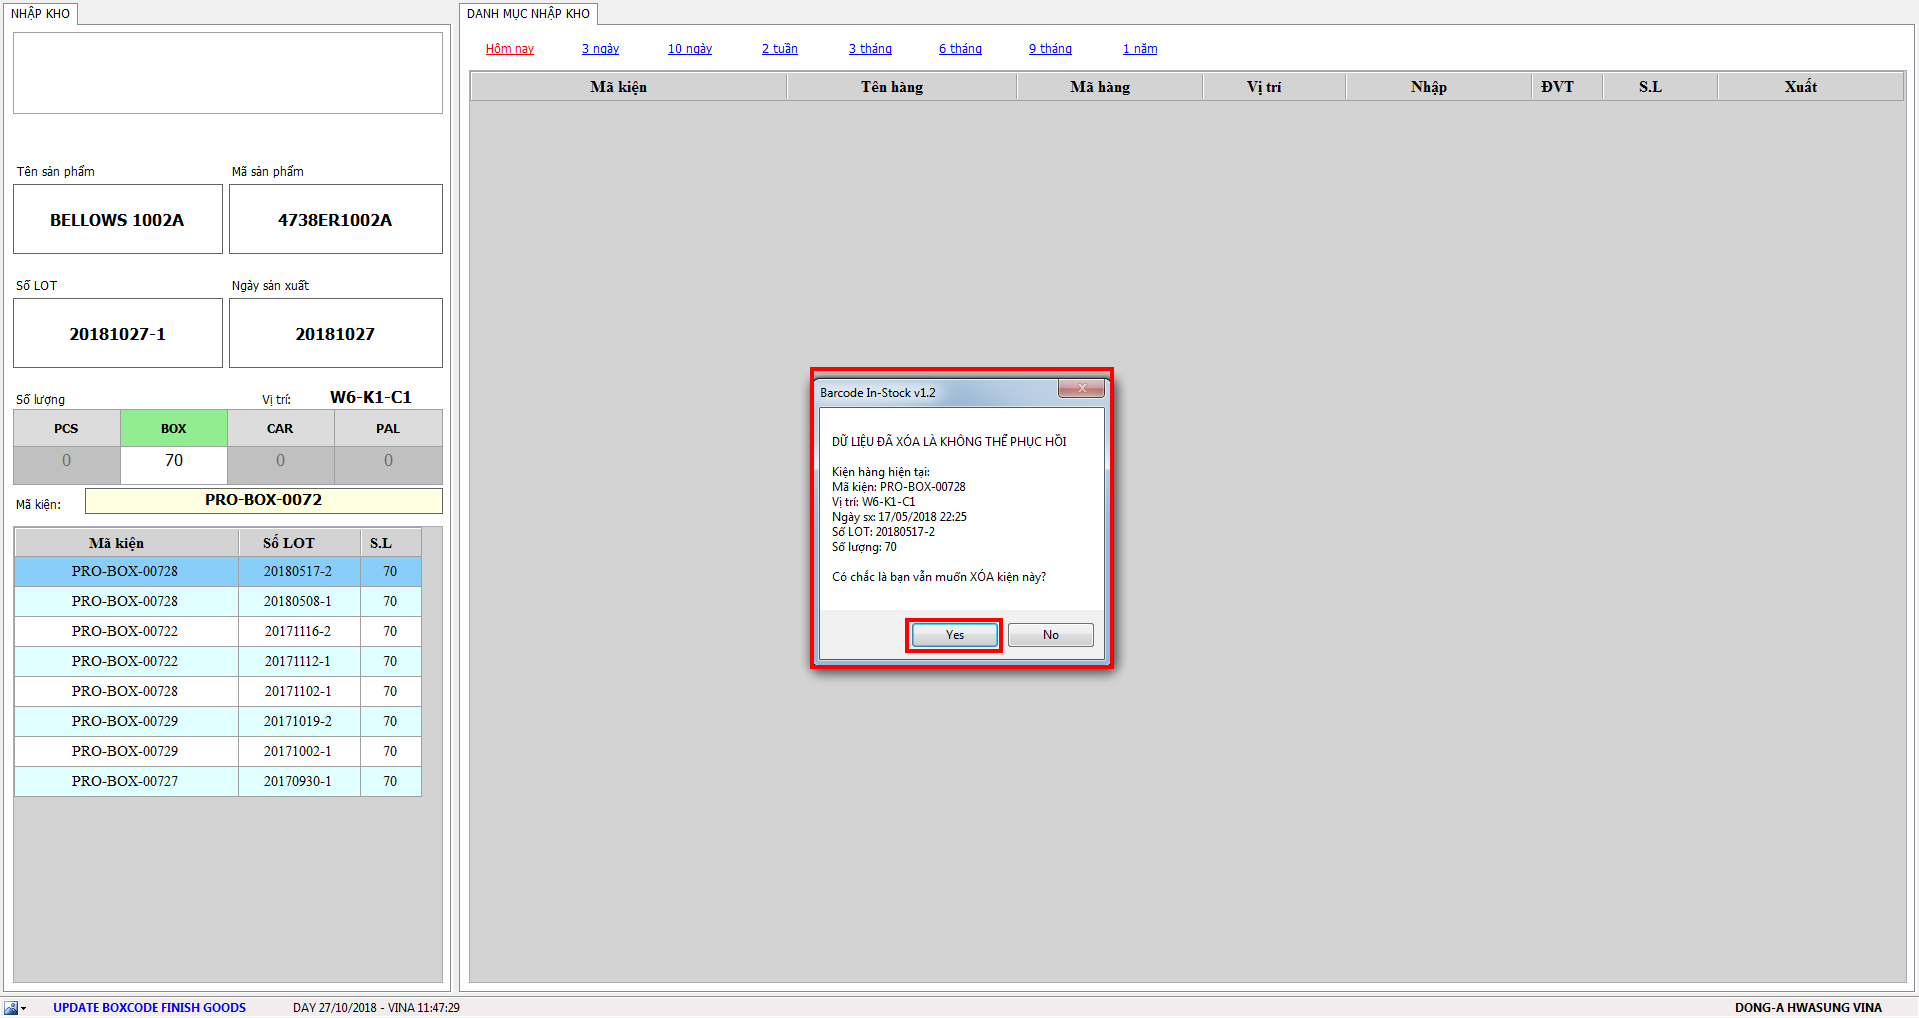 NHẬP KHO
Tên sản phẩm
Mã sản phẩm
BELLOWS 1002A
4738ER1002A
Số LOT
Ngày sản xuất
20181027-1
20181027
Số lượng
Vị trí:
W6-K1-C1
PCS BOX CAR PAL
0 70 0 0
Mã kiện:
PRO-BOX-0072
Mã kiện Số LOT S.L
PRO-BOX-00728 20180517-2 70
PRO-BOX-00728 20180508-1 70
PRO-BOX-00722 20171116-2 70
PRO-BOX-00722 20171112-1 70
PRO-BOX-00728 20171102-1 70
PRO-BOX-00729 20171019-2 70
PRO-BOX-00729 20171002-1 70
PRO-BOX-00727 20170930-1 70
DANH MỤC NHẬP KHO
Hôm nay 3 ngày 10 ngày 2 tuần 3 tháng 6 tháng 9 tháng 1 năm
Mã kiện Tên hàng Mã hàng Vị trí Nhập ĐVT S.L Xuất
Barcode In-Stock v1.2
DỮ LIỆU ĐÃ XÓA LÀ KHÔNG THỂ PHỤC HỒI
Kiện hàng hiện tại:
Mã kiện: PRO-BOX-00728
Vị trí: W6-K1-C1
Ngày sx: 17/05/2018 22:25
Số LOT: 20180517-2
Số lượng: 70
Có chắc là bạn vẫn muốn XÓA kiện này?
Yes No
UPDATE BOXCODE FINISH GOODS DAY 27/10/2018 - VINA 11:47:29 DONG-A HWASUNG VINA